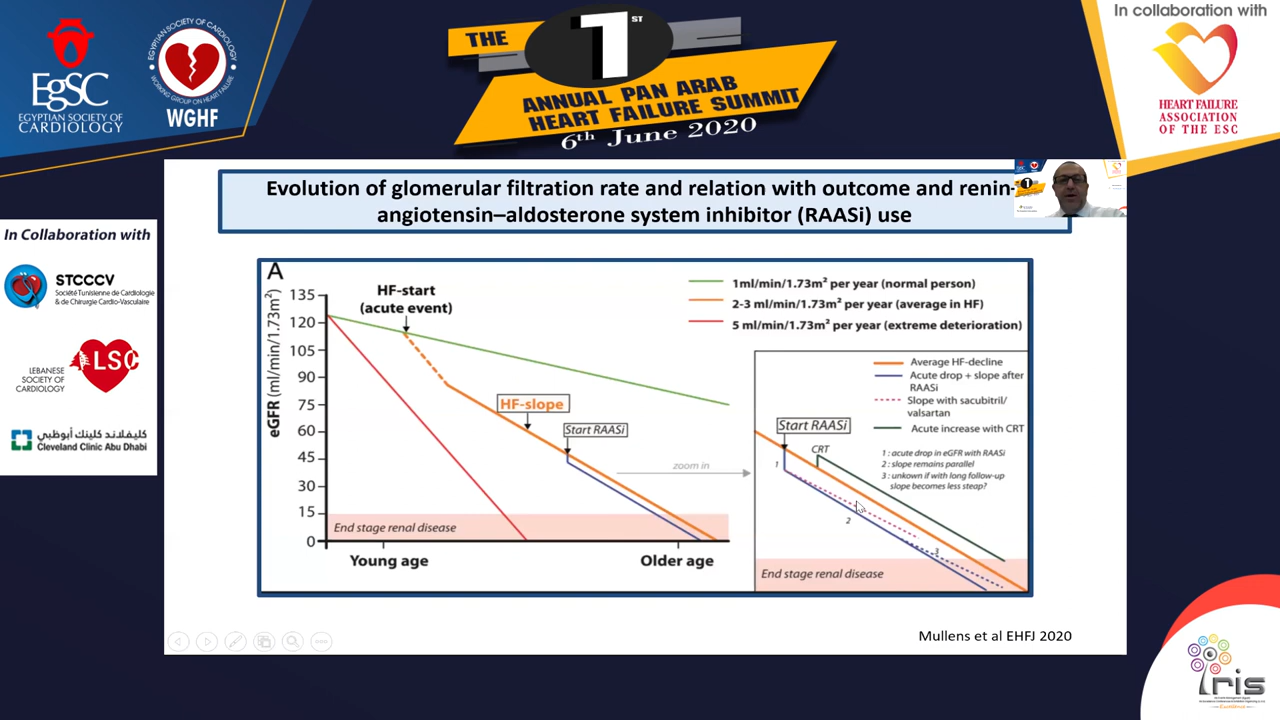 EgSC
EGYPTIAN SOCIETY OF
CARDIOLOGY
EGYPTIAN SOCIETY OF CARDIOLOGY
WORKING GROUP ON HEART FAILURE
WGHF
THE
1ST
ANNUAL PAN ARAB
HEART FAILURE SUMMIT
6th June 2020
In collaboration with
HEART FAILURE
ASSOCIATION
OF THE ESC
In Collaboration with
STCCCV
Société Tunisienne de Cardiologie
& de Chirurgie Cardio-Vasculaire
LEBANESE
SOCIETY OF
CARDIOLOGY
LSC
كليفلاند كلينك أبوظبي
Cleveland Clinic Abu Dhabi
Evolution of glomerular filtration rate and relation with outcome and renin-
angiotensin–aldosterone system inhibitor (RAASi) use
A
eGFR (ml/min/1.73m²)
135
120
105
90
75
60
45
30
15
0
HF-start
(acute event)
HF-slope
Start RAASi
zoom in
End stage renal disease
Young age
Older age
1ml/min/1.73m² per year (normal person)
2-3 ml/min/1.73m² per year (average in HF)
5 ml/min/1.73m² per year (extreme deterioration)
Average HF-decline
Acute drop + slope after
RAASi
Slope with sacubitril/
valsartan
Acute increase with CRT
Start RAASi
CRT
1 : acute drop in eGFR with RAASi
2 : slope remains parallel
3 : unkown if with long follow-up
slope becomes less steap?
1
2
3
End stage renal disease
Mullens et al EHFJ 2020
Iris